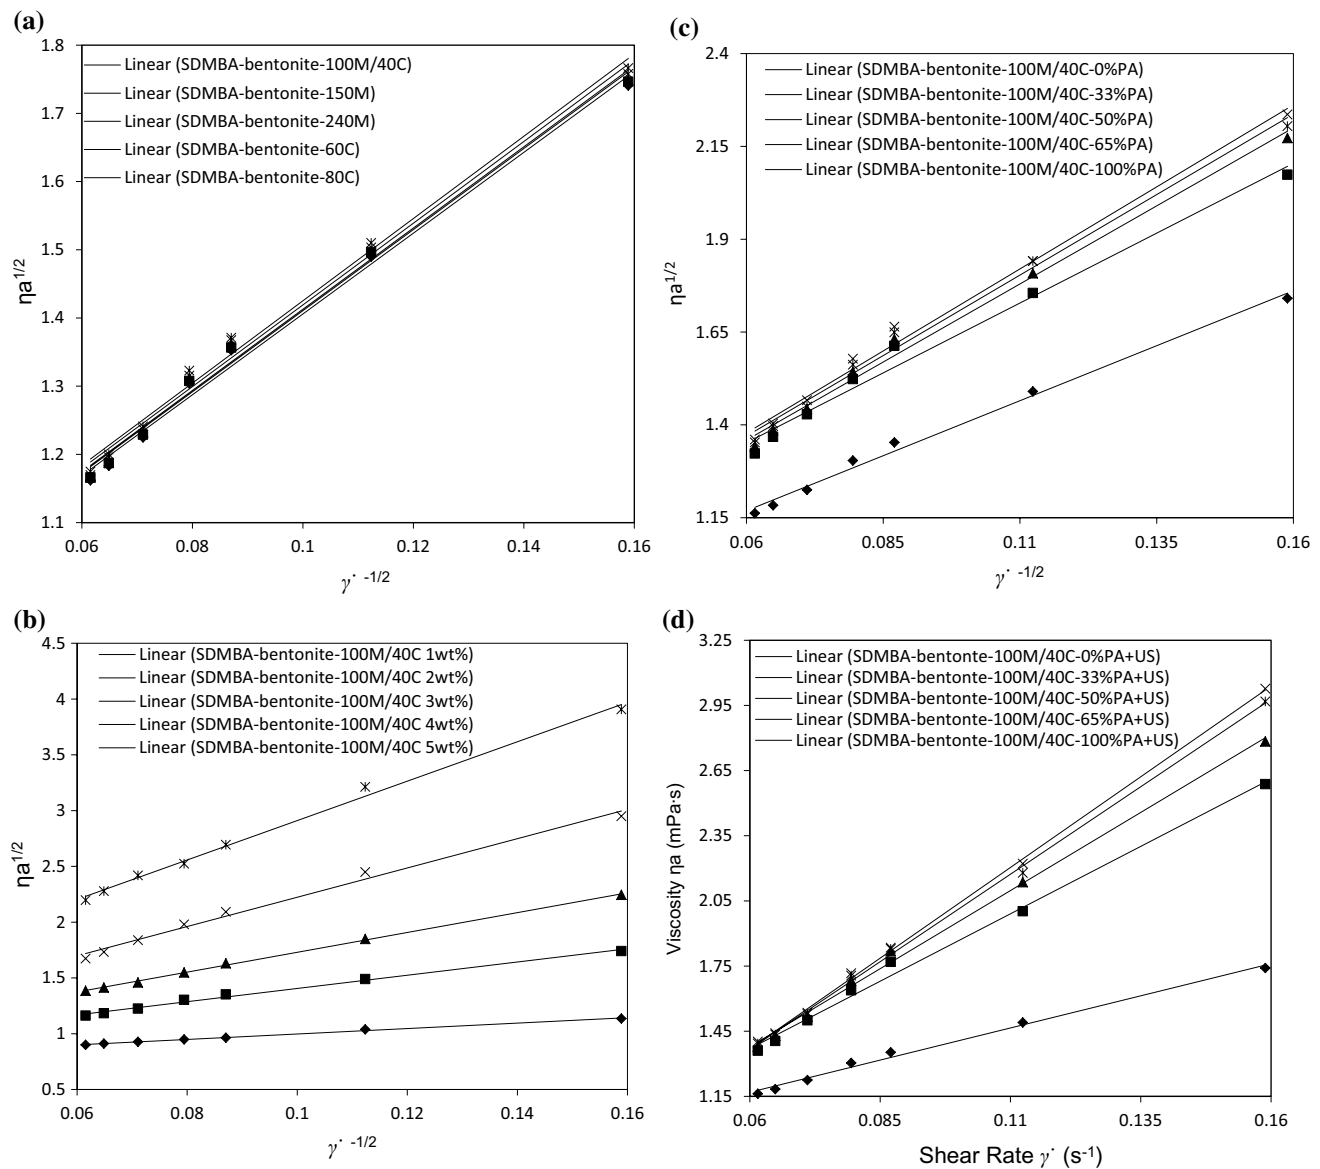 (a)
1.8
1.7
1.6
1.5
1.4
1.3
1.2
1.1
ηa1/2
Linear (SDMBA-bentonite-100M/40C)
Linear (SDMBA-bentonite-150M)
Linear (SDMBA-bentonite-240M)
Linear (SDMBA-bentonite-60C)
Linear (SDMBA-bentonite-80C)
0.06 0.08 0.1 0.12 0.14 0.16
γ˙ -1/2
(c)
2.4
2.15
1.9
1.65
1.4
1.15
ηa1/2
Linear (SDMBA-bentonite-100M/40C-0%PA)
Linear (SDMBA-bentonite-100M/40C-33%PA)
Linear (SDMBA-bentonite-100M/40C-50%PA)
Linear (SDMBA-bentonite-100M/40C-65%PA)
Linear (SDMBA-bentonite-100M/40C-100%PA)
0.06 0.085 0.11 0.135 0.16
γ˙ -1/2
(b)
4.5
4
3.5
3
2.5
2
1.5
1
0.5
ηa1/2
Linear (SDMBA-bentonite-100M/40C 1wt%)
Linear (SDMBA-bentonite-100M/40C 2wt%)
Linear (SDMBA-bentonite-100M/40C 3wt%)
Linear (SDMBA-bentonite-100M/40C 4wt%)
Linear (SDMBA-bentonite-100M/40C 5wt%)
0.06 0.08 0.1 0.12 0.14 0.16
γ˙ -1/2
(d)
3.25
2.95
2.65
2.35
2.05
1.75
1.45
1.15
Viscosity ηa (mPa·s)
Linear (SDMBA-bentonte-100M/40C-0%PA+US)
Linear (SDMBA-bentonte-100M/40C-33%PA+US)
Linear (SDMBA-bentonte-100M/40C-50%PA+US)
Linear (SDMBA-bentonte-100M/40C-65%PA+US)
Linear (SDMBA-bentonte-100M/40C-100%PA+US)
0.06 0.085 0.11 0.135 0.16
Shear Rate γ˙ (s-1)